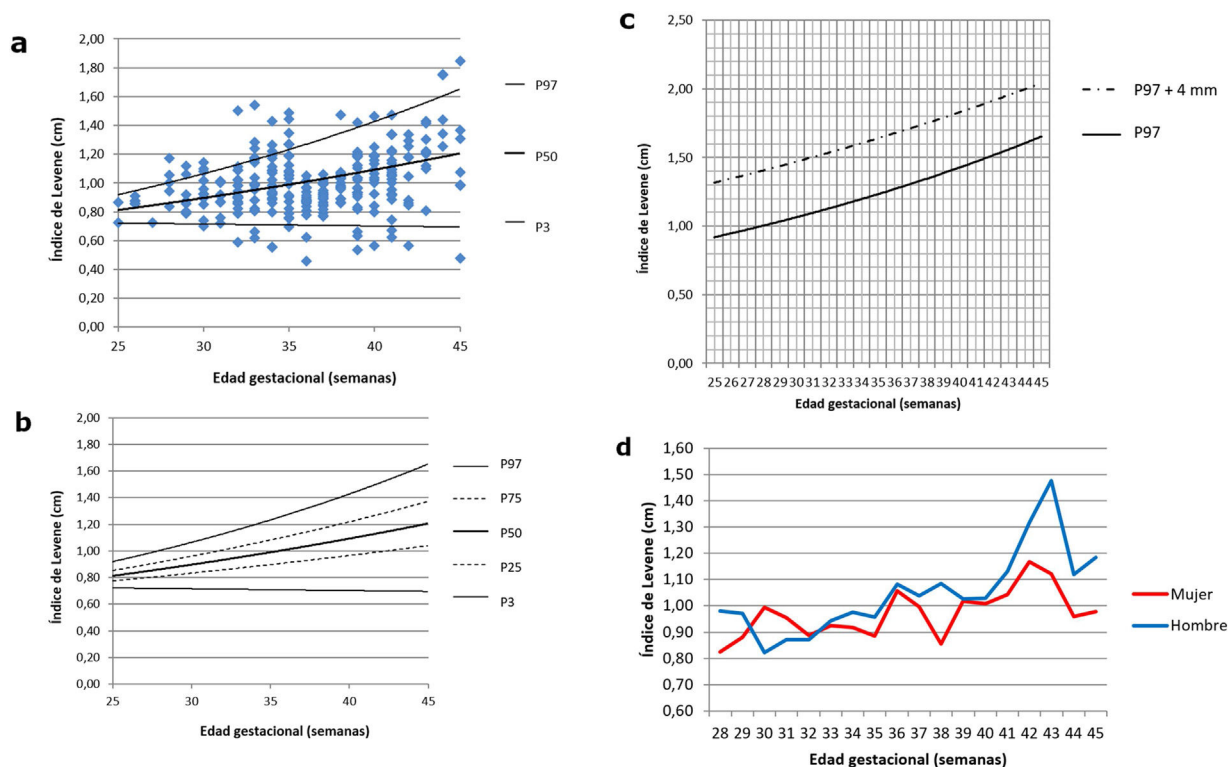 a
2,00
1,80
1,60
1,40
1,20
1,00
0,80
0,60
0,40
0,20
0,00
Índice de Levene (cm)
25 30 35 40 45
Edad gestacional (semanas)
P97
P50
P3
b
2,00
1,80
1,60
1,40
1,20
1,00
0,80
0,60
0,40
0,20
0,00
Índice de Levene (cm)
25 30 35 40 45
Edad gestacional (semanas)
P97
P75
P50
P25
P3
c
2,50
2,00
1,50
1,00
0,50
0,00
Índice de Levene (cm)
25 26 27 28 29 30 31 32 33 34 35 36 37 38 39 40 41 42 43 44 45
Edad gestacional (semanas)
P97 + 4 mm
P97
d
1,60
1,50
1,40
1,30
1,20
1,10
1,00
0,90
0,80
0,70
0,60
Índice de Levene (cm)
28 29 30 31 32 33 34 35 36 37 38 39 40 41 42 43 44 45
Edad gestacional (semanas)
Mujer
Hombre